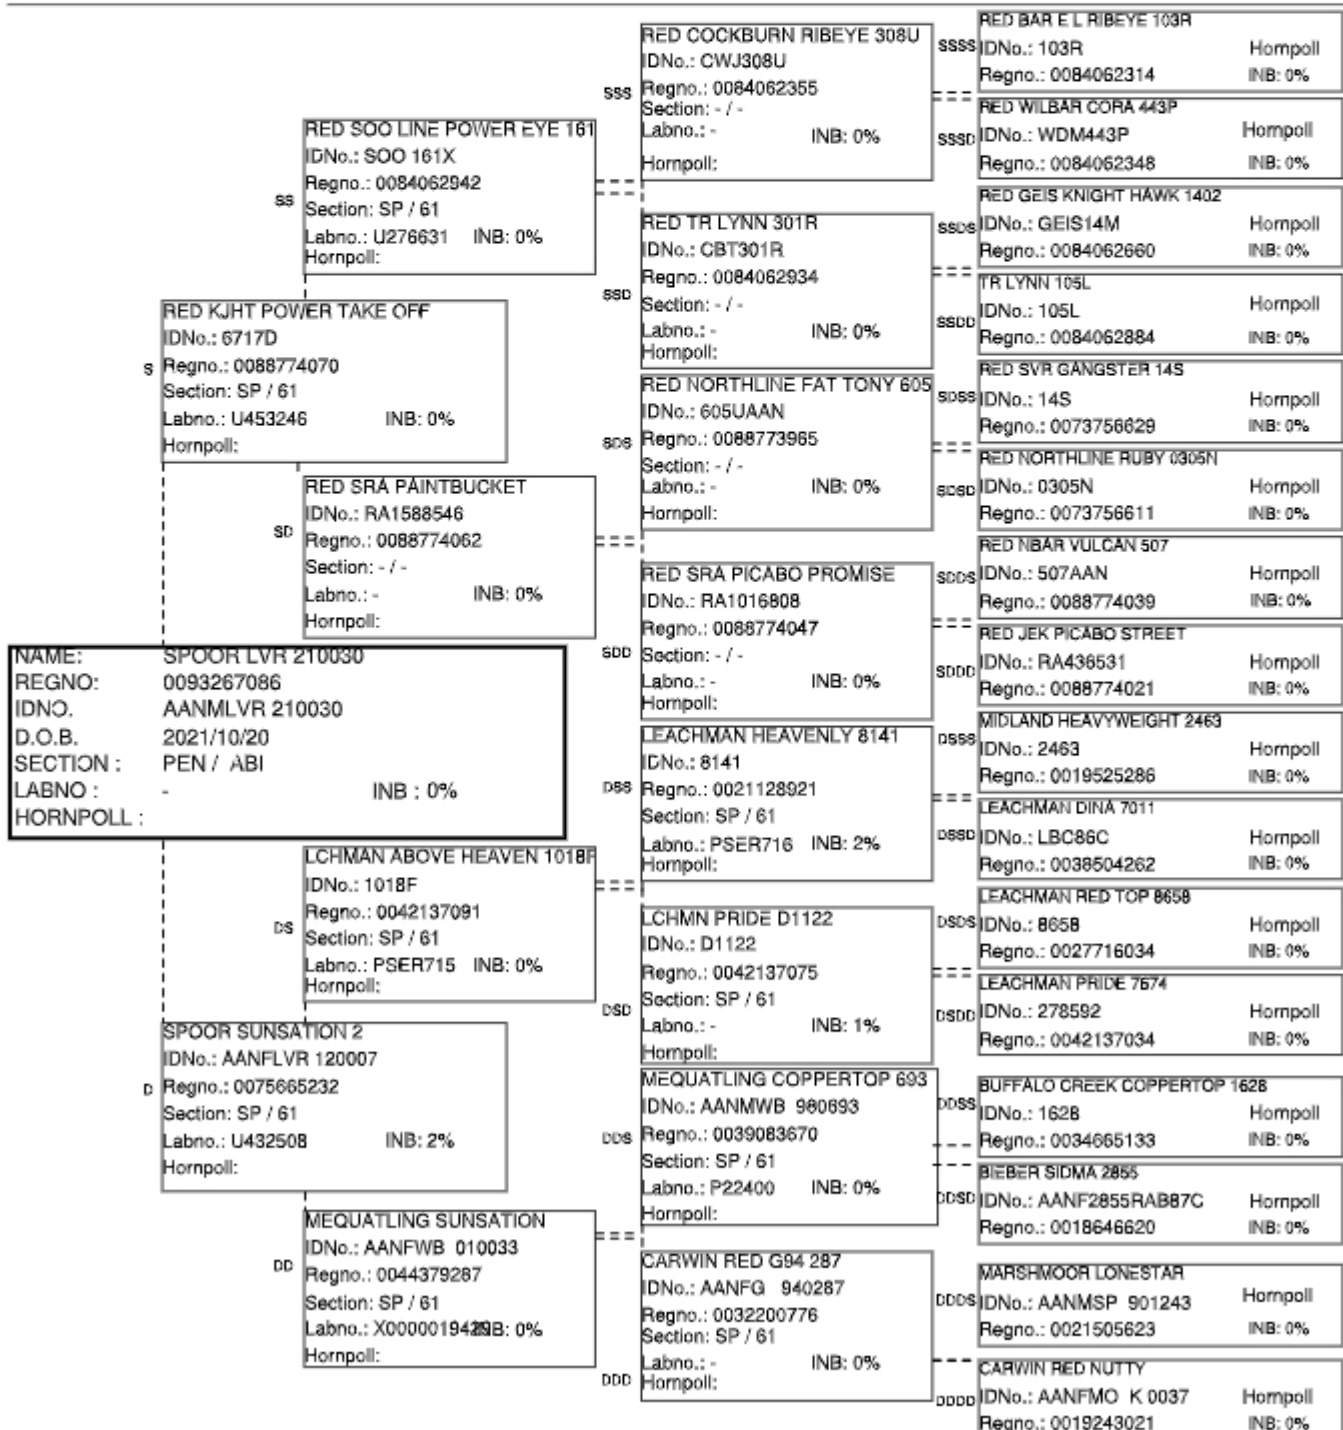 RED KJHT POWER TAKE OFF
IDNo.: 6717D
S
Regno.: 0088774070
Section: SP / 61
Labno.: U453246 INB: 0%
Hornpoll:
NAME: SPOOR LVR 210030
REGNO: 0093267086
IDNO. AANMLVR 210030
D.O.B. 2021/10/20
SECTION : PEN / ABI
LABNO : - INB : 0%
HORNPOLL :
SPOOR SUNSATION 2
IDNo.: AANFLVR 120007
D
Regno.: 0075665232
Section: SP / 61
Labno.: U432508 INB: 2%
Hornpoll:
RED SOO LINE POWER EYE 161
IDNo.: SOO 161X
Regno.: 0084062942
SS
Section: SP / 61
Labno.: U276631 INB: 0%
Hornpoll:
RED SRA PAINTBUCKET
IDNo.: RA1588546
SD
Regno.: 0088774062
Section: - / -
Labno.: - INB: 0%
Hornpoll:
LCHMAN ABOVE HEAVEN 1018F
IDNo.: 1018F
Regno.: 0042137091
DS
Section: SP / 61
Labno.: PSER715 INB: 0%
Hornpoll:
MEQUATLING SUNSATION
IDNo.: AANFWB 010033
DD
Regno.: 0044379287
Section: SP / 61
Labno.: INB: 0%
Hornpoll:
RED COCKBURN RIBEYE 308U
IDNo.: CWJ308U
SSS
Regno.: 0084062355
Section: - / -
Labno.: - INB: 0%
Hornpoll:
RED TR LYNN 301R
IDNo.: CBT301R
Regno.: 0084062934
SSD
Section: - / -
Labno.: - INB: 0%
Hornpoll:
RED NORTHLINE FAT TONY 605
IDNo.: 605UAAN
SDS
Regno.: 0088773965
Section: - / -
Labno.: - INB: 0%
Hornpoll:
RED SRA PICABO PROMISE
IDNo.: RA1016808
Regno.: 0088774047
SDD
Section: - / -
Labno.: - INB: 0%
Hornpoll:
LEACHMAN HEAVENLY 8141
IDNo.: 8141
DSS
Regno.: 0021128921
Section: SP / 61
Labno.: PSER716 INB: 2%
Hornpoll:
LCHMN PRIDE D1122
IDNo.: D1122
Regno.: 0042137075
Section: SP / 61
DSD
Labno.: - INB: 1%
Hornpoll:
MEQUATLING COPPERTOP 693
IDNo.: AANMWB 980693
DDS
Regno.: 0039083670
Section: SP / 61
Labno.: P22400 INB: 0%
Hornpoll:
CARWIN RED G94 287
IDNo.: AANFG 940287
Regno.: 0032200776
Section: SP / 61
Labno.: - INB: 0%
DDD
Hornpoll:
RED BAR E L RIBEYE 103R
SSSS IDNo.: 103R Hornpoll
Regno.: 0084062314 INB: 0%
RED WILBAR CORA 443P
SSSD IDNo.: WDM443P Hornpoll
Regno.: 0084062348 INB: 0%
RED GEIS KNIGHT HAWK 1402
SSDS IDNo.: GEIS14M Hornpoll
Regno.: 0084062660 INB: 0%
TR LYNN 105L
SSDD IDNo.: 105L Hornpoll
Regno.: 0084062884 INB: 0%
RED SVR GANGSTER 14S
SDSS IDNo.: 14S Hornpoll
Regno.: 0073756629 INB: 0%
RED NORTHLINE RUBY 0305N
SDSD IDNo.: 0305N Hornpoll
Regno.: 0073756611 INB: 0%
RED NBAR VULCAN 507
SDDS IDNo.: 507AAN Hornpoll
Regno.: 0088774039 INB: 0%
RED JEK PICABO STREET
SDDD IDNo.: RA436531 Hornpoll
Regno.: 0088774021 INB: 0%
MIDLAND HEAVYWEIGHT 2463
DSSS IDNo.: 2463 Hornpoll
Regno.: 0019525286 INB: 0%
LEACHMAN DINA 7011
DSSD IDNo.: LBC86C Hornpoll
Regno.: 0038504262 INB: 0%
LEACHMAN RED TOP 8658
DSDS IDNo.: 8658 Hornpoll
Regno.: 0027716034 INB: 0%
LEACHMAN PRIDE 7674
DSDD IDNo.: 278592 Hornpoll
Regno.: 0042137034 INB: 0%
BUFFALO CREEK COPPERTOP 1628
DDSS IDNo.: 1628 Hornpoll
Regno.: 0034665133 INB: 0%
BIEBER SIDMA 2855
DDSD IDNo.: AANF2855RAB87C Hornpoll
Regno.: 0018646620 INB: 0%
MARSHMOOR LONESTAR
DDDS IDNo.: AANMSP 901243 Hornpoll
Regno.: 0021505623 INB: 0%
CARWIN RED NUTTY
DDDD IDNo.: AANFMO K 0037 Hornpoll
Regno.: 0019243021 INB: 0%